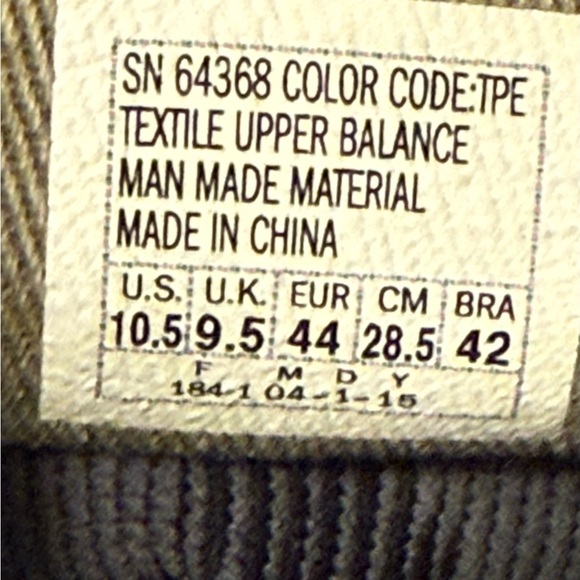 SN 64368 COLOR CODE:TPE
TEXTILE UPPER BALANCE
MAN MADE MATERIAL
MADE IN CHINA
U.S. U.K. EUR CM BRA
10.5 9.5 44 28.5 42
F M D Y
184-1 04-1-15